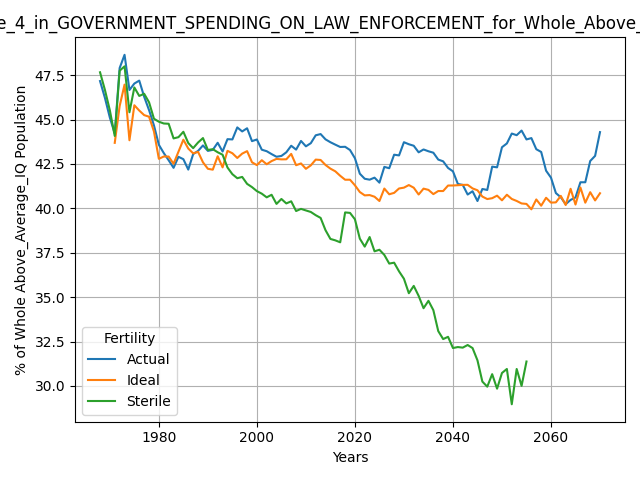 e_4_in_GOVERNMENT_SPENDING_ON_LAW_ENFORCEMENT_for_Whole_Above_
% of Whole Above_Average_IQ Population
47.5
45.0
42.5
40.0
37.5
35.0
32.5
30.0
Fertility
Actual
Ideal
Sterile
1980
2000
2020
2040
2060
Years